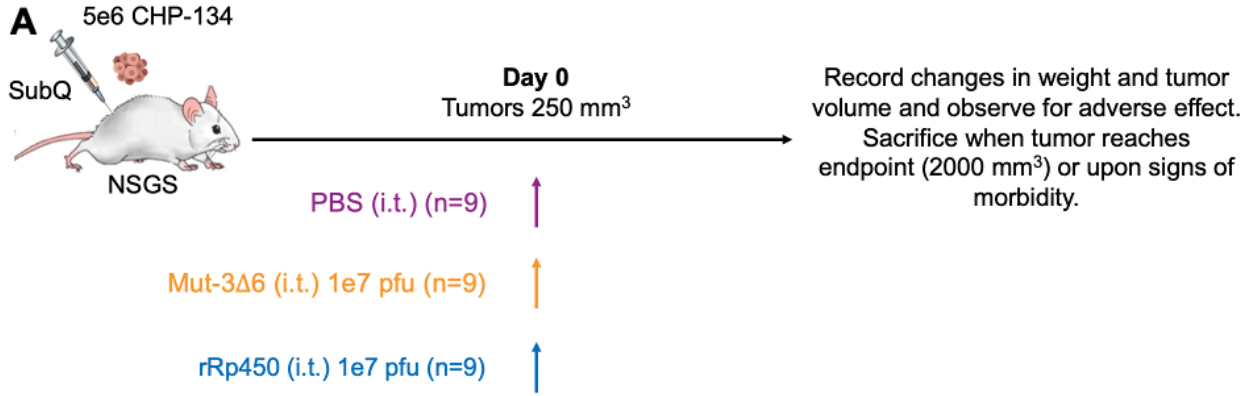 A
5e6 CHP-134
SubQ
NSGS
Day 0
Tumors 250 mm³
Record changes in weight and tumor
volume and observe for adverse effect.
Sacrifice when tumor reaches
endpoint (2000 mm³) or upon signs of
morbidity.
PBS (i.t.) (n=9)
Mut-3Δ6 (i.t.) 1e7 pfu (n=9)
rRp450 (i.t.) 1e7 pfu (n=9)